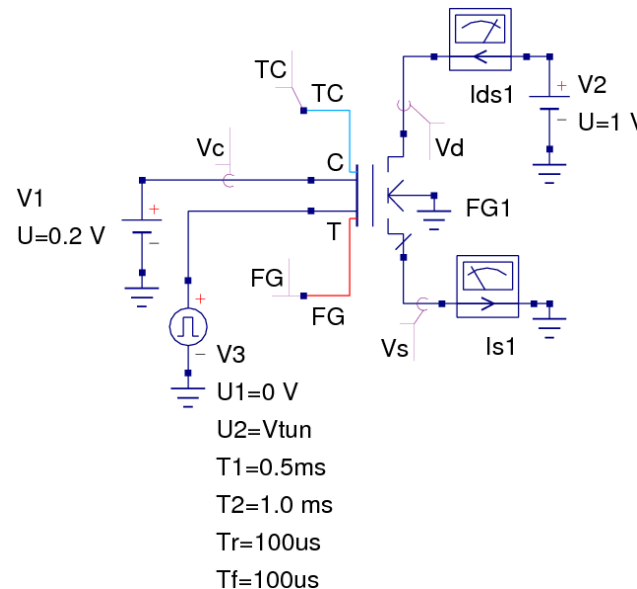 TC
TC
Ids1
V2
U=1 V
Vc
Vd
C
V1
U=0.2 V
FG1
T
FG
FG
Vs
Is1
V3
U1=0 V
U2=Vtun
T1=0.5ms
T2=1.0 ms
Tr=100us
Tf=100us